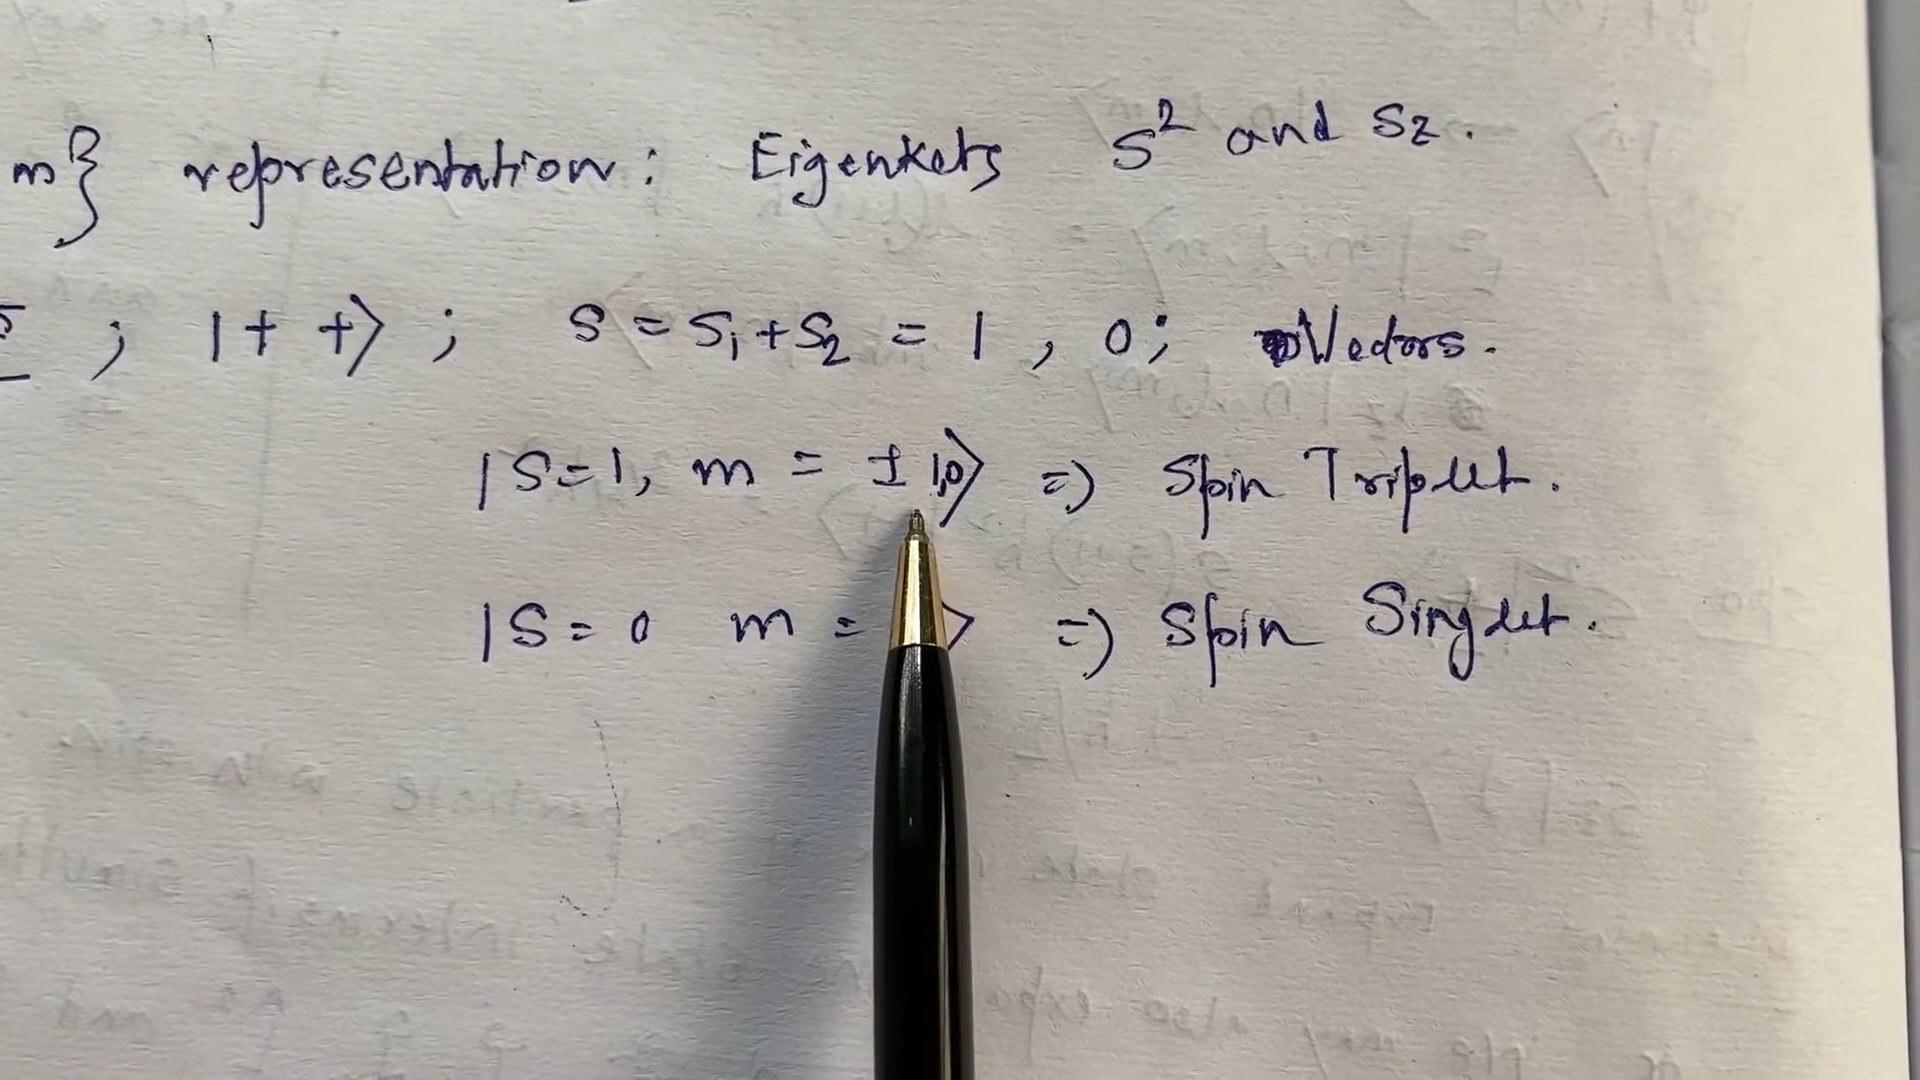 m} representation: Eigenkets S² and Sz.
; |+ +⟩; S = S₁+S₂ = 1, 0; Vectors.
|S=1, m = ±1,0⟩ => Spin Triplet.
|S=0 m = ⟩ => Spin Singlet.